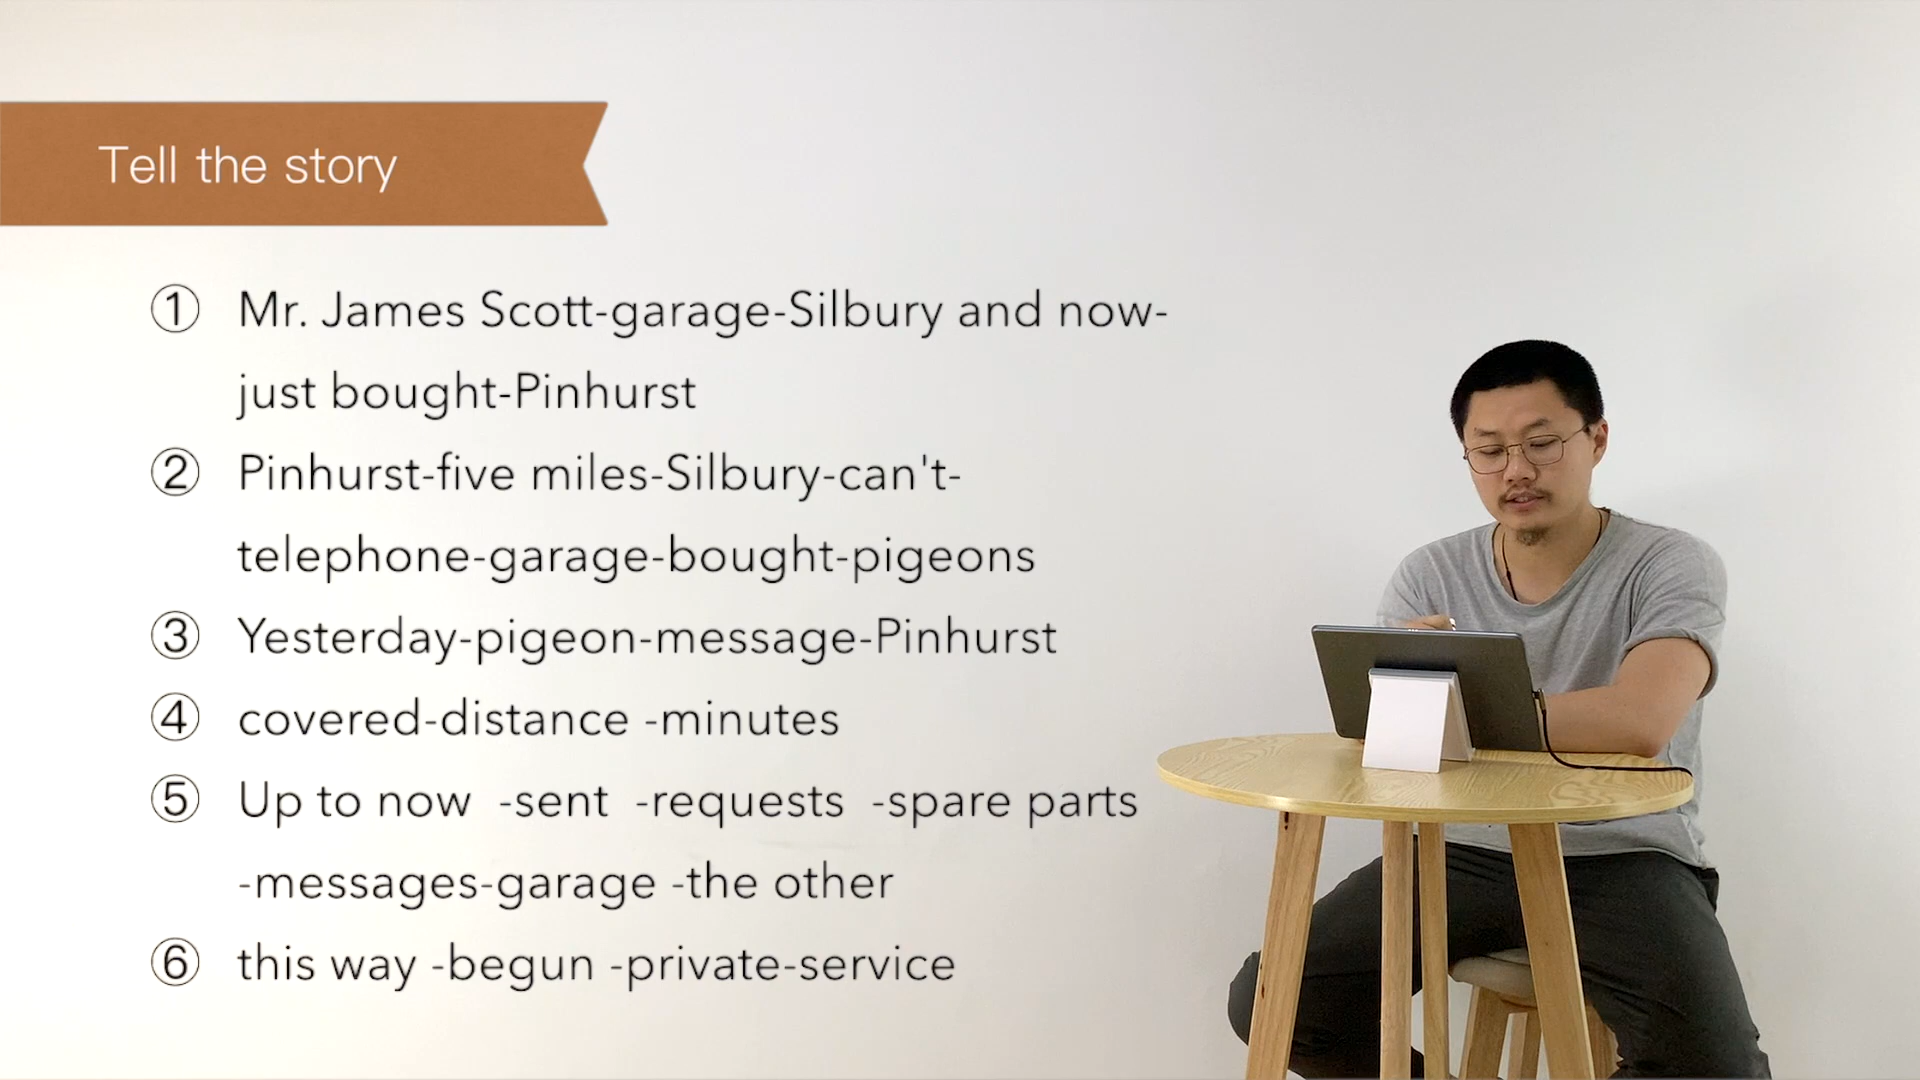 Tell the story
① Mr. James Scott-garage-Silbury and now-
just bought-Pinhurst
② Pinhurst-five miles-Silbury-can't-
telephone-garage-bought-pigeons
③ Yesterday-pigeon-message-Pinhurst
④ covered-distance -minutes
⑤ Up to now -sent -requests -spare parts
-messages-garage -the other
⑥ this way -begun -private-service